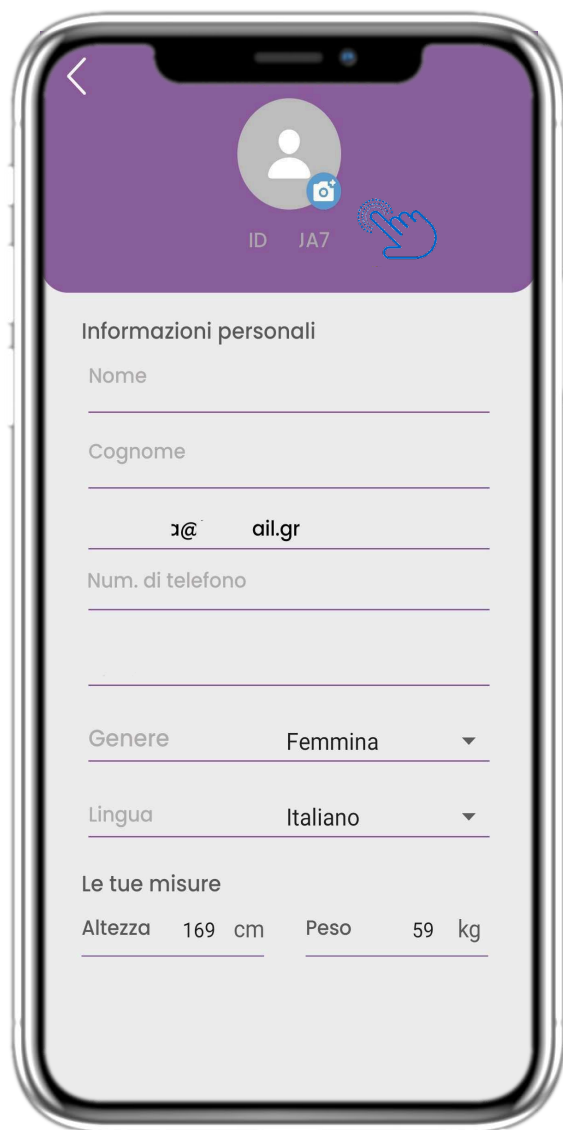 ID JA7
Informazioni personali
Nome
Cognome
a@ ail.gr
Num. di telefono
Genere Femmina
Lingua Italiano
Le tue misure
Altezza 169 cm Peso 59 kg